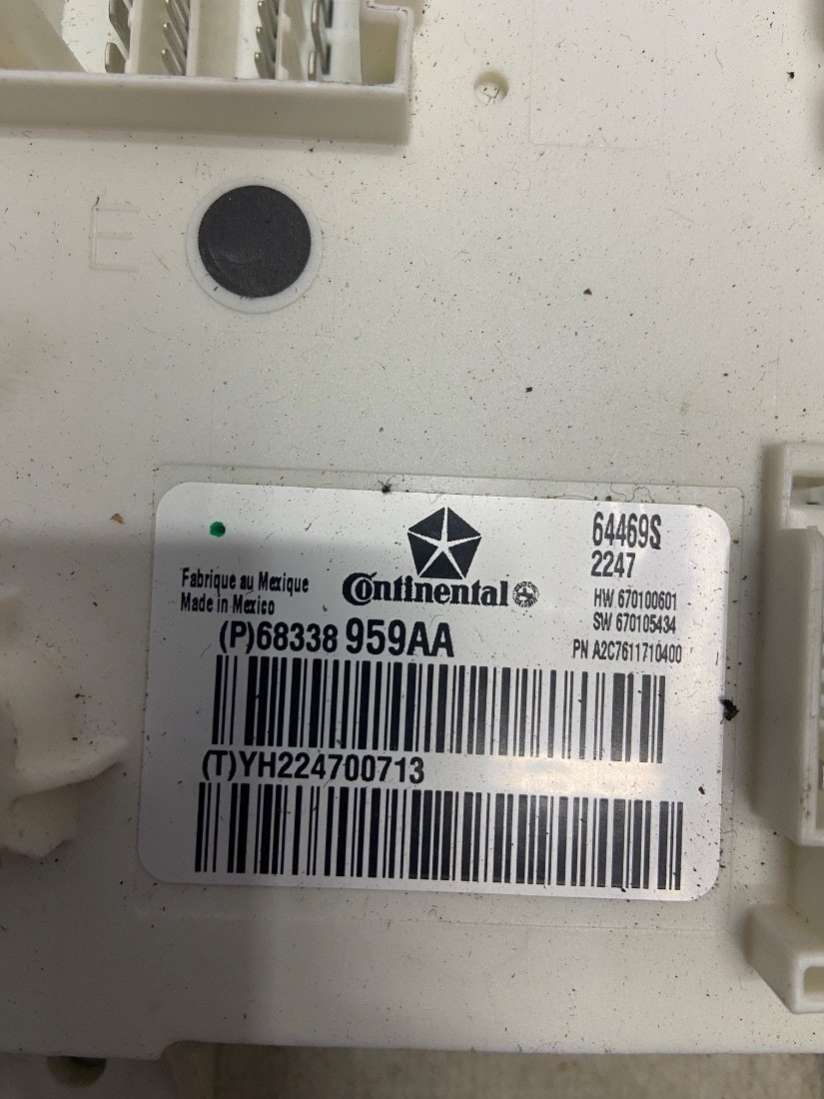 E
64469S
2247
Fabrique au Mexique
Made in Mexico
Continental
HW 670100601
SW 670105434
(P)68338 959AA
PN A2C7611710400
(T)YH224700713